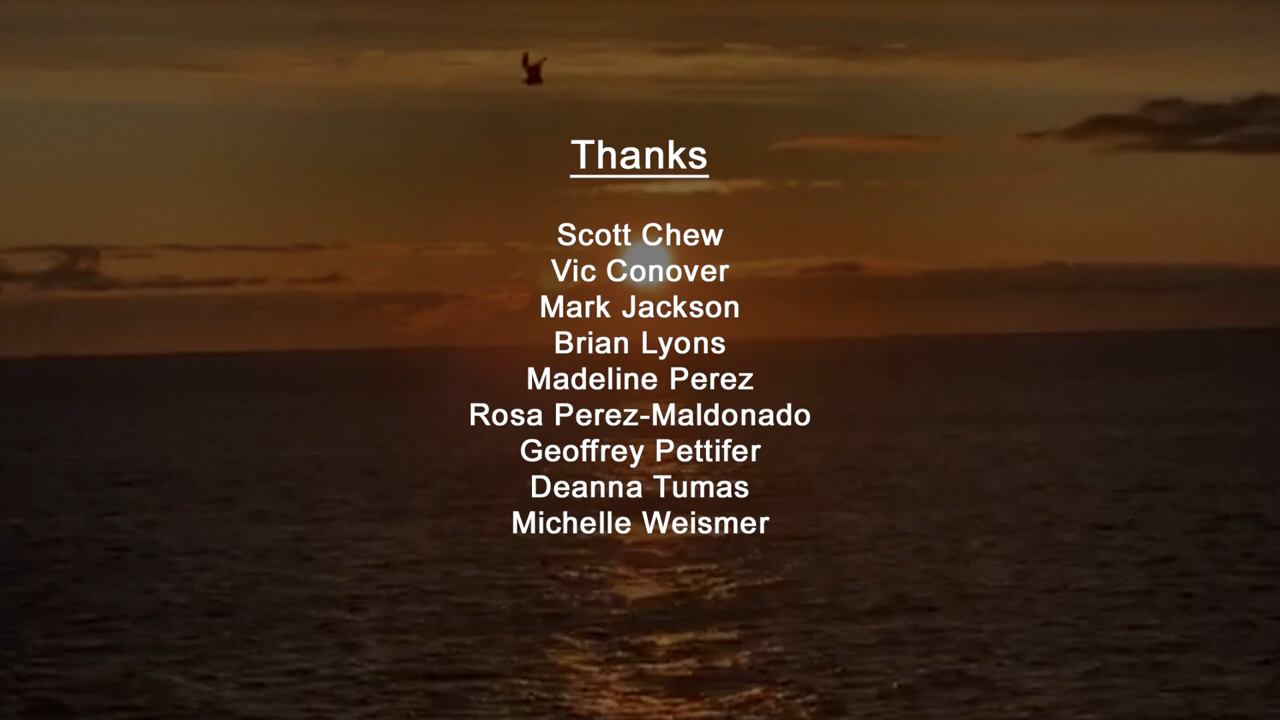 Thanks
Scott Chew
Vic Conover
Mark Jackson
Brian Lyons
Madeline Perez
Rosa Perez-Maldonado
Geoffrey Pettifer
Deanna Tumas
Michelle Weismer